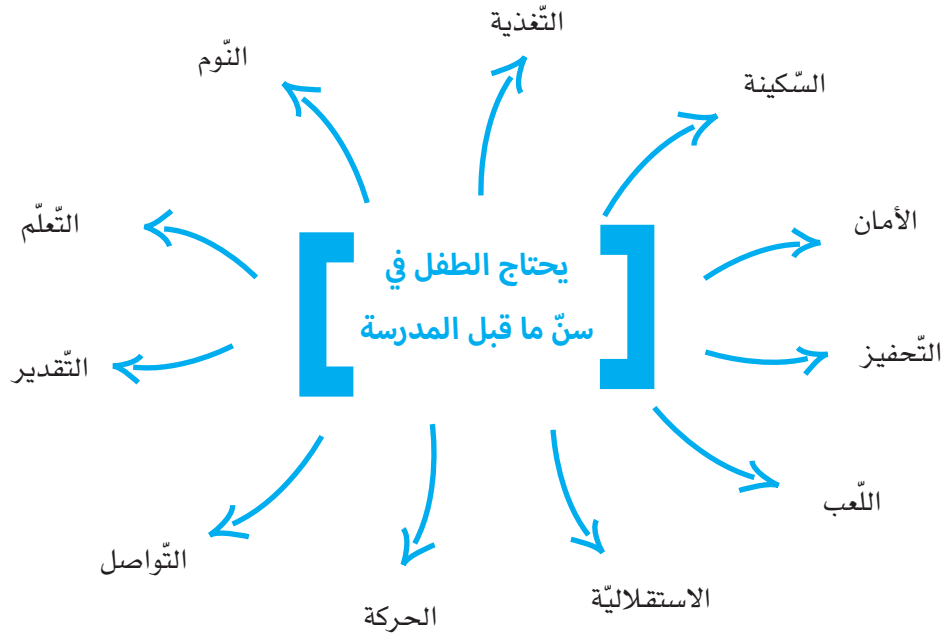 التّغذية
النّوم
السّكينة
التّعلّم
الأمان
يحتاج الطفل في
سنّ ما قبل المدرسة
التّقدير
التّحفيز
اللّعب
التّواصل
الاستقلاليّة
الحركة